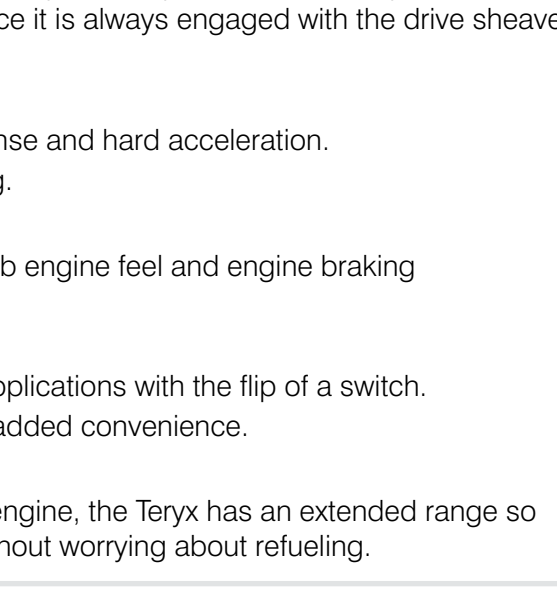 ce it is always engaged with the drive sheave
nse and hard acceleration.
g.
b engine feel and engine braking
pplications with the flip of a switch.
added convenience.
engine, the Teryx has an extended range so
hout worrying about refueling.